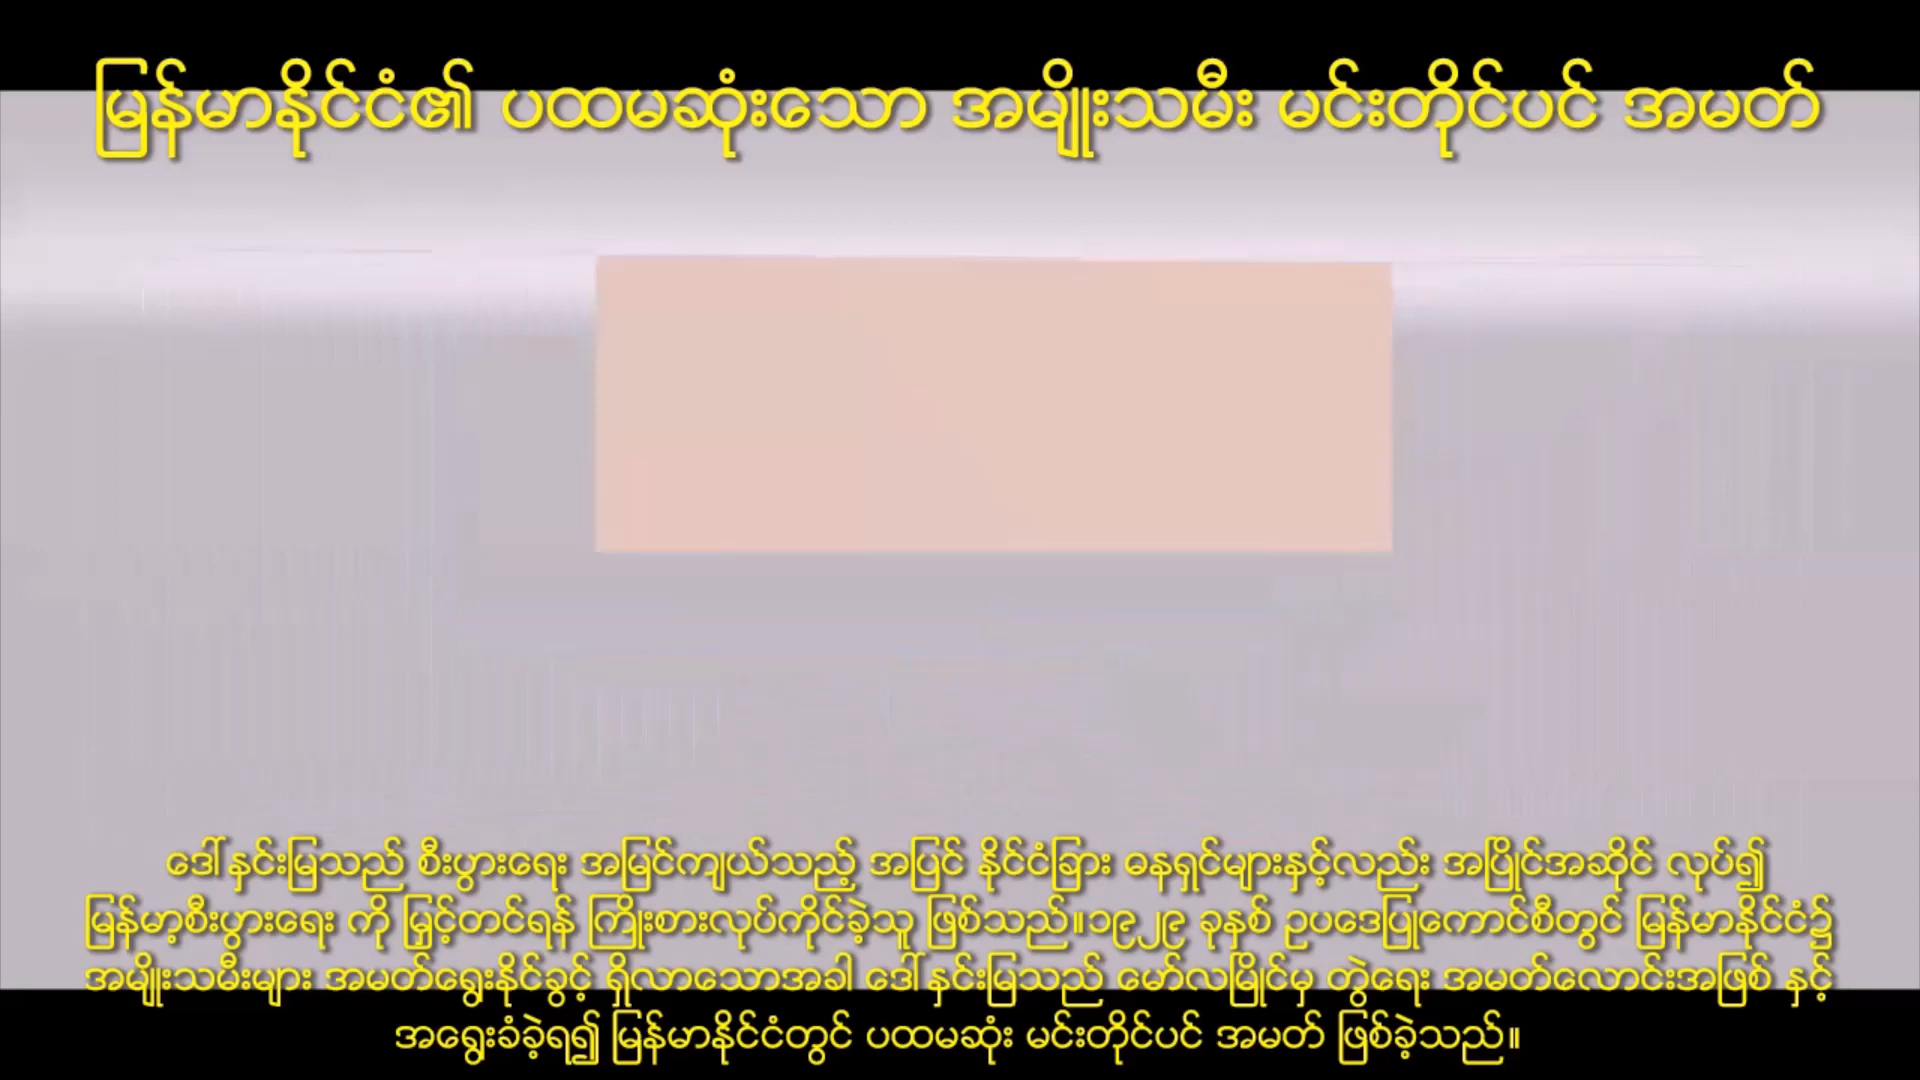 မြန်မာနိုင်ငံ၏ ပထမဆုံးသော အမျိုးသမီး မင်းတိုင်ပင် အမတ်
ဒေါ်နှင်းမြသည် စီးပွားရေး အမြင်ကျယ်သည့် အပြင် နိုင်ငံခြား ဓနရှင်များနှင့်လည်း အပြိုင်အဆိုင် လုပ်၍
မြန်မာ့စီးပွားရေး ကို မြှင့်တင်ရန် ကြိုးစားလုပ်ကိုင်ခဲ့သူ ဖြစ်သည်။၁၉၂၉ ခုနှစ် ဥပဒေပြုကောင်စီတွင် မြန်မာနိုင်ငံ၌
အမျိုးသမီးများ အမတ်ရွေးနိုင်ခွင့် ရှိလာသောအခါ ဒေါ်နှင်းမြသည် မော်လမြိုင်မှ တွဲရေး အမတ်လောင်းအဖြစ် နှင့်
အရွေးခံခဲ့ရ၍ မြန်မာနိုင်ငံတွင် ပထမဆုံး မင်းတိုင်ပင် အမတ် ဖြစ်ခဲ့သည်။